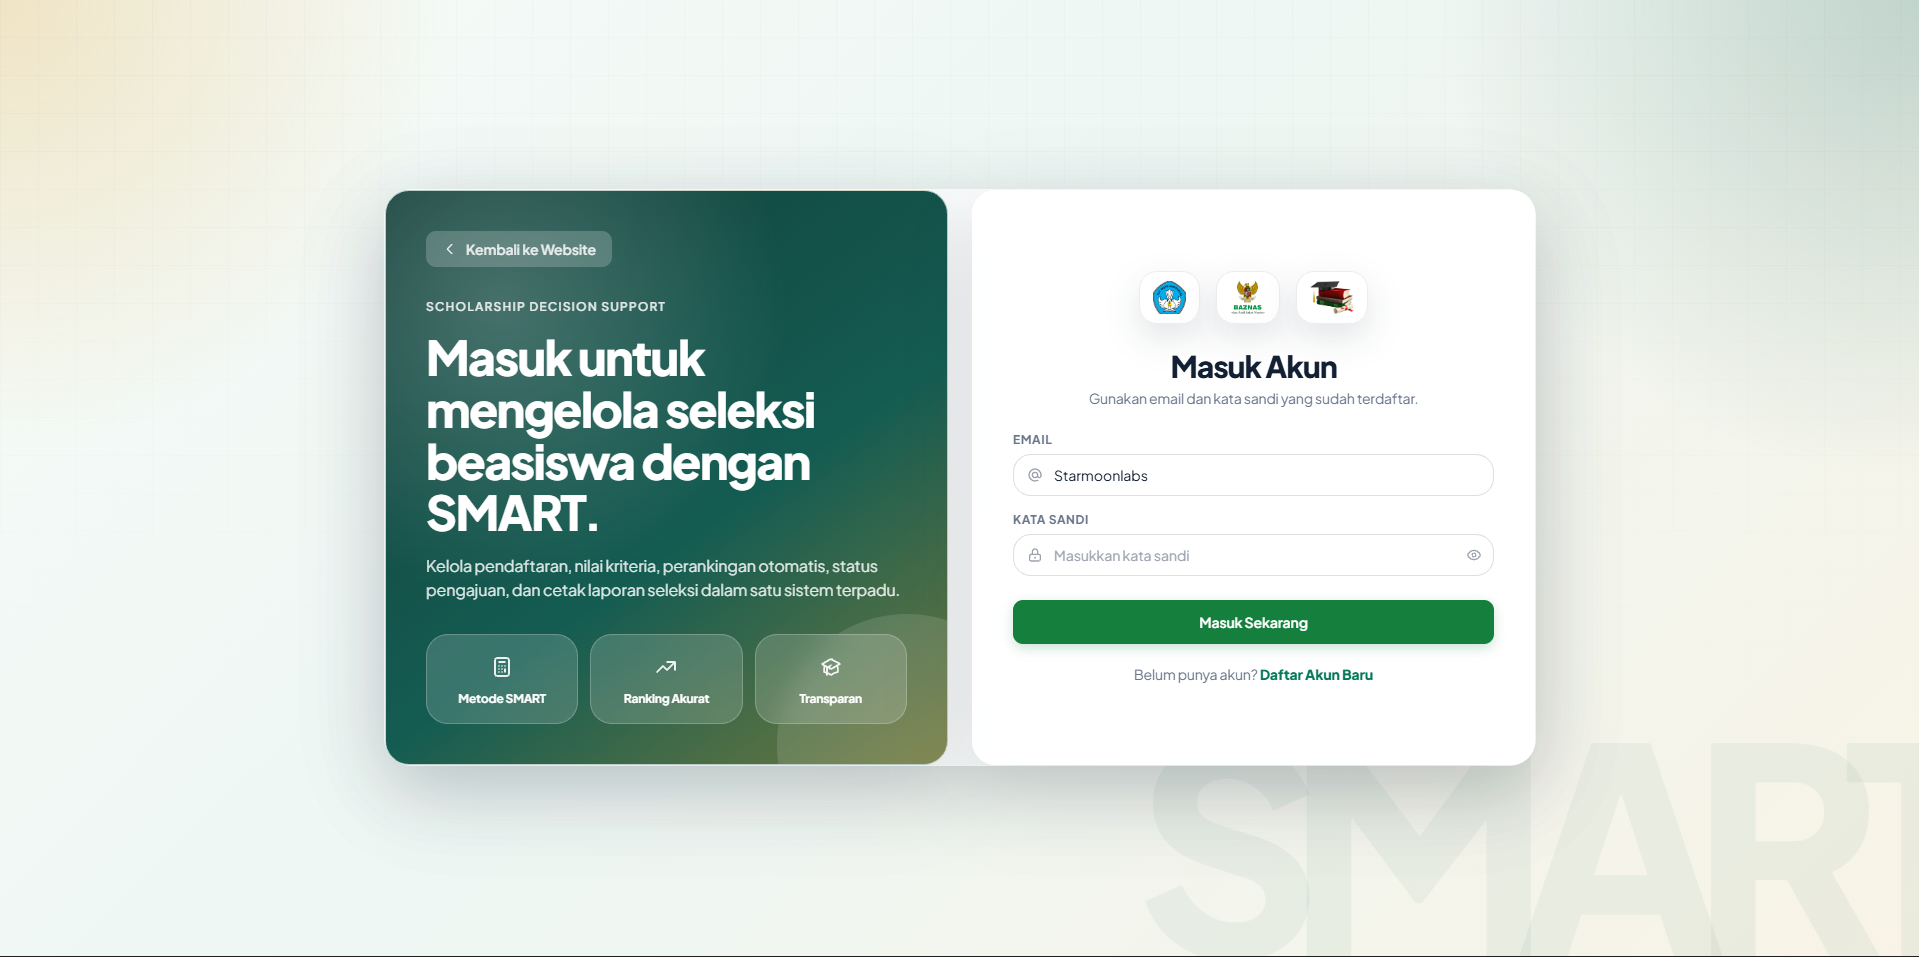 Kembali ke Website
SCHOLARSHIP DECISION SUPPORT
Masuk untuk
mengelola seleksi
beasiswa dengan
SMART.
Kelola pendaftaran, nilai kriteria, perankingan otomatis, status
pengajuan, dan cetak laporan seleksi dalam satu sistem terpadu.
Metode SMART
Ranking Akurat
Transparan
BAZNAS
Masuk Akun
Gunakan email dan kata sandi yang sudah terdaftar.
EMAIL
Starmoonlabs
KATA SANDI
Masukkan kata sandi
Masuk Sekarang
Belum punya akun? Daftar Akun Baru
SMART